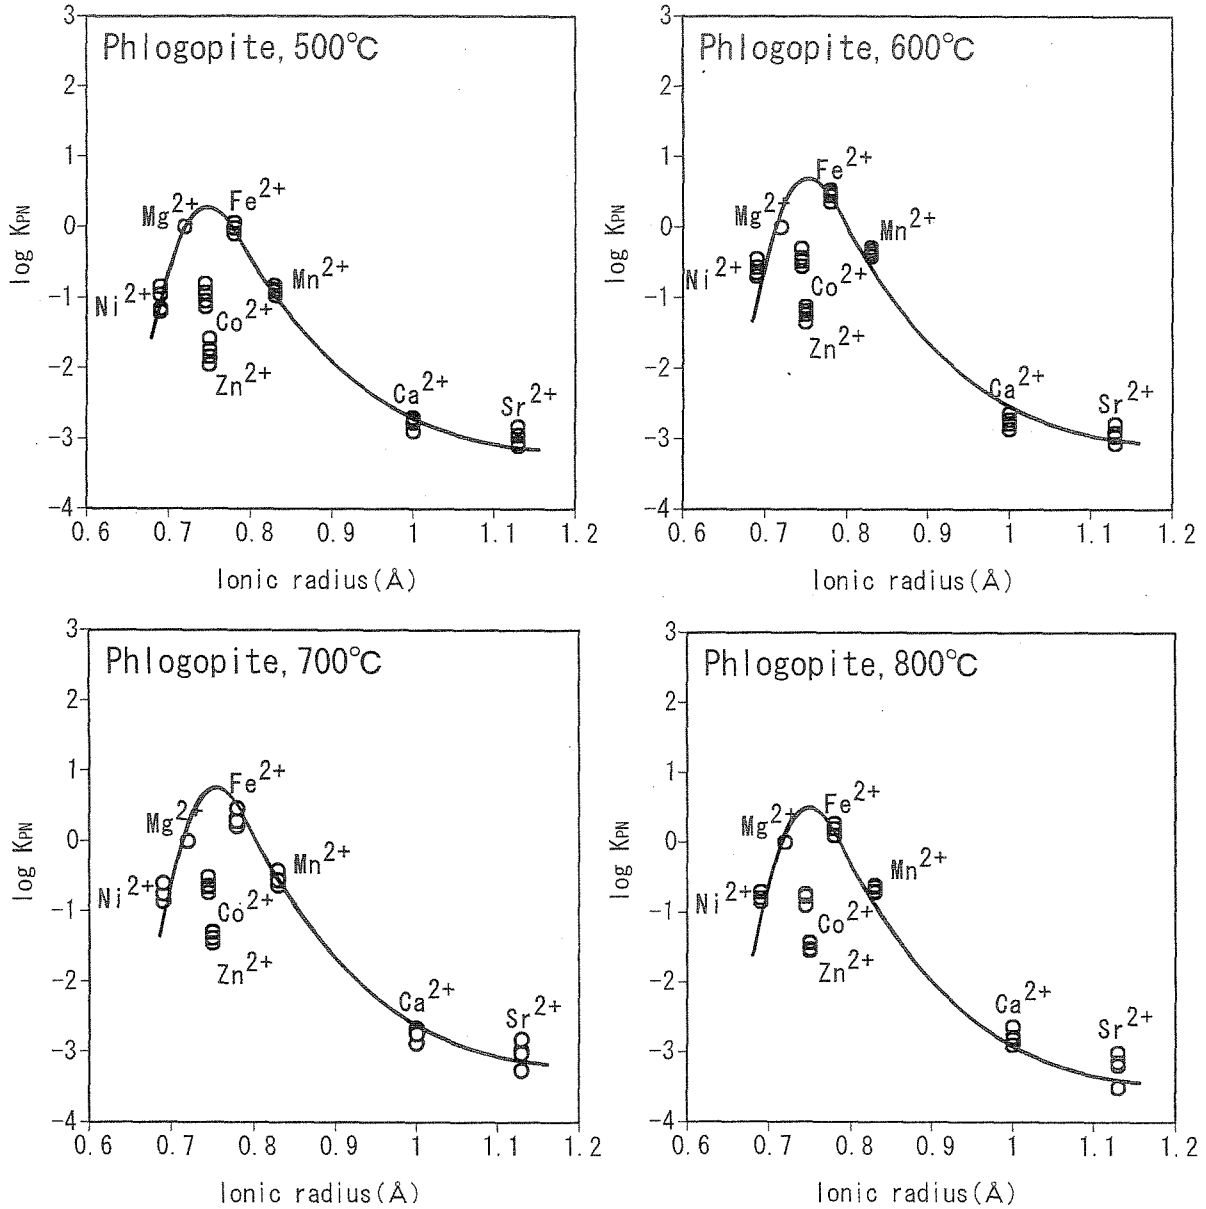 Phlogopite, 500℃
3
2
1
0
-1
-2
-3
-4
log KPN
Mg2+
Fe2+
Ni2+
Co2+
Zn2+
Mn2+
Ca2+
Sr2+
0.6 0.7 0.8 0.9 1 1.1 1.2
Ionic radius(Å)
Phlogopite, 600℃
3
2
1
0
-1
-2
-3
-4
log KPN
Fe2+
Mg2+
Mn2+
Ni2+
Co2+
Zn2+
Ca2+
Sr2+
0.6 0.7 0.8 0.9 1 1.1 1.2
Ionic radius(Å)
Phlogopite, 700℃
3
2
1
0
-1
-2
-3
-4
log KPN
Fe2+
Mg2+
Mn2+
Ni2+
Co2+
Zn2+
Ca2+
Sr2+
0.6 0.7 0.8 0.9 1 1.1 1.2
Ionic radius(Å)
Phlogopite, 800℃
3
2
1
0
-1
-2
-3
-4
log KPN
Fe2+
Mg2+
Mn2+
Ni2+
Co2+
Zn2+
Ca2+
Sr2+
0.6 0.7 0.8 0.9 1 1.1 1.2
Ionic radius(Å)